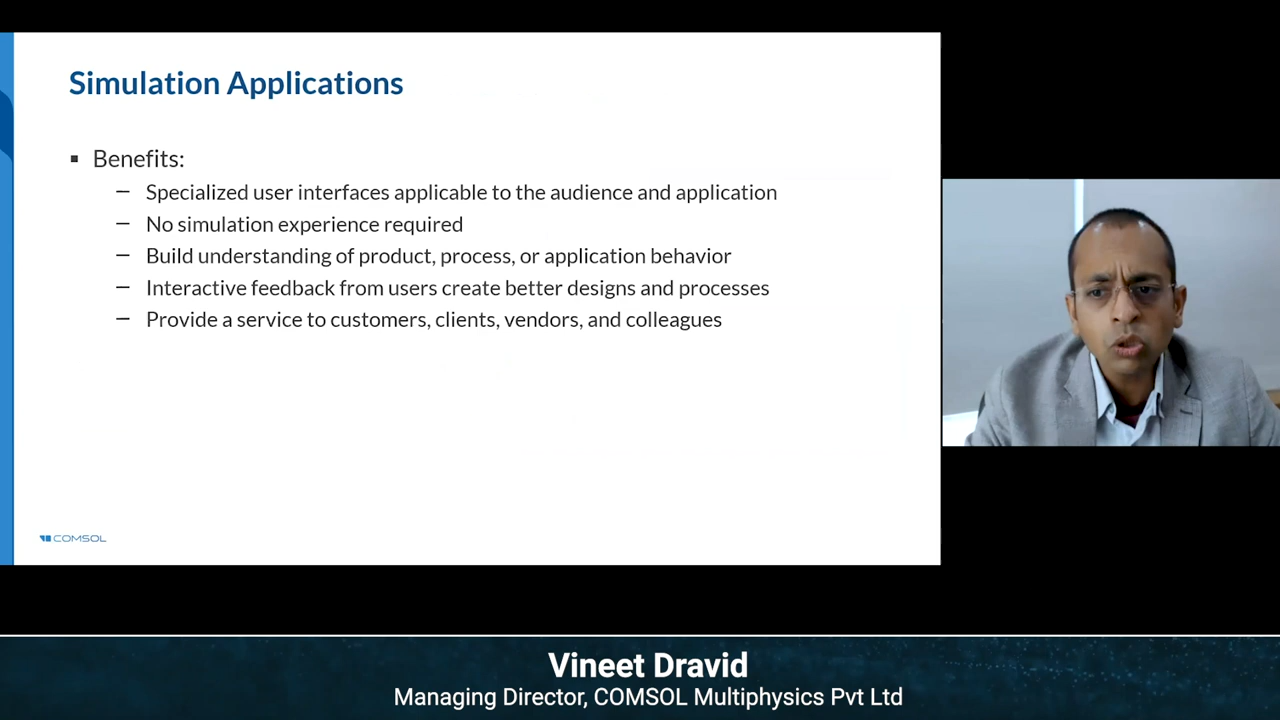 Simulation Applications
▪ Benefits:
– Specialized user interfaces applicable to the audience and application
– No simulation experience required
– Build understanding of product, process, or application behavior
– Interactive feedback from users create better designs and processes
– Provide a service to customers, clients, vendors, and colleagues
COMSOL
Vineet Dravid
Managing Director, COMSOL Multiphysics Pvt Ltd